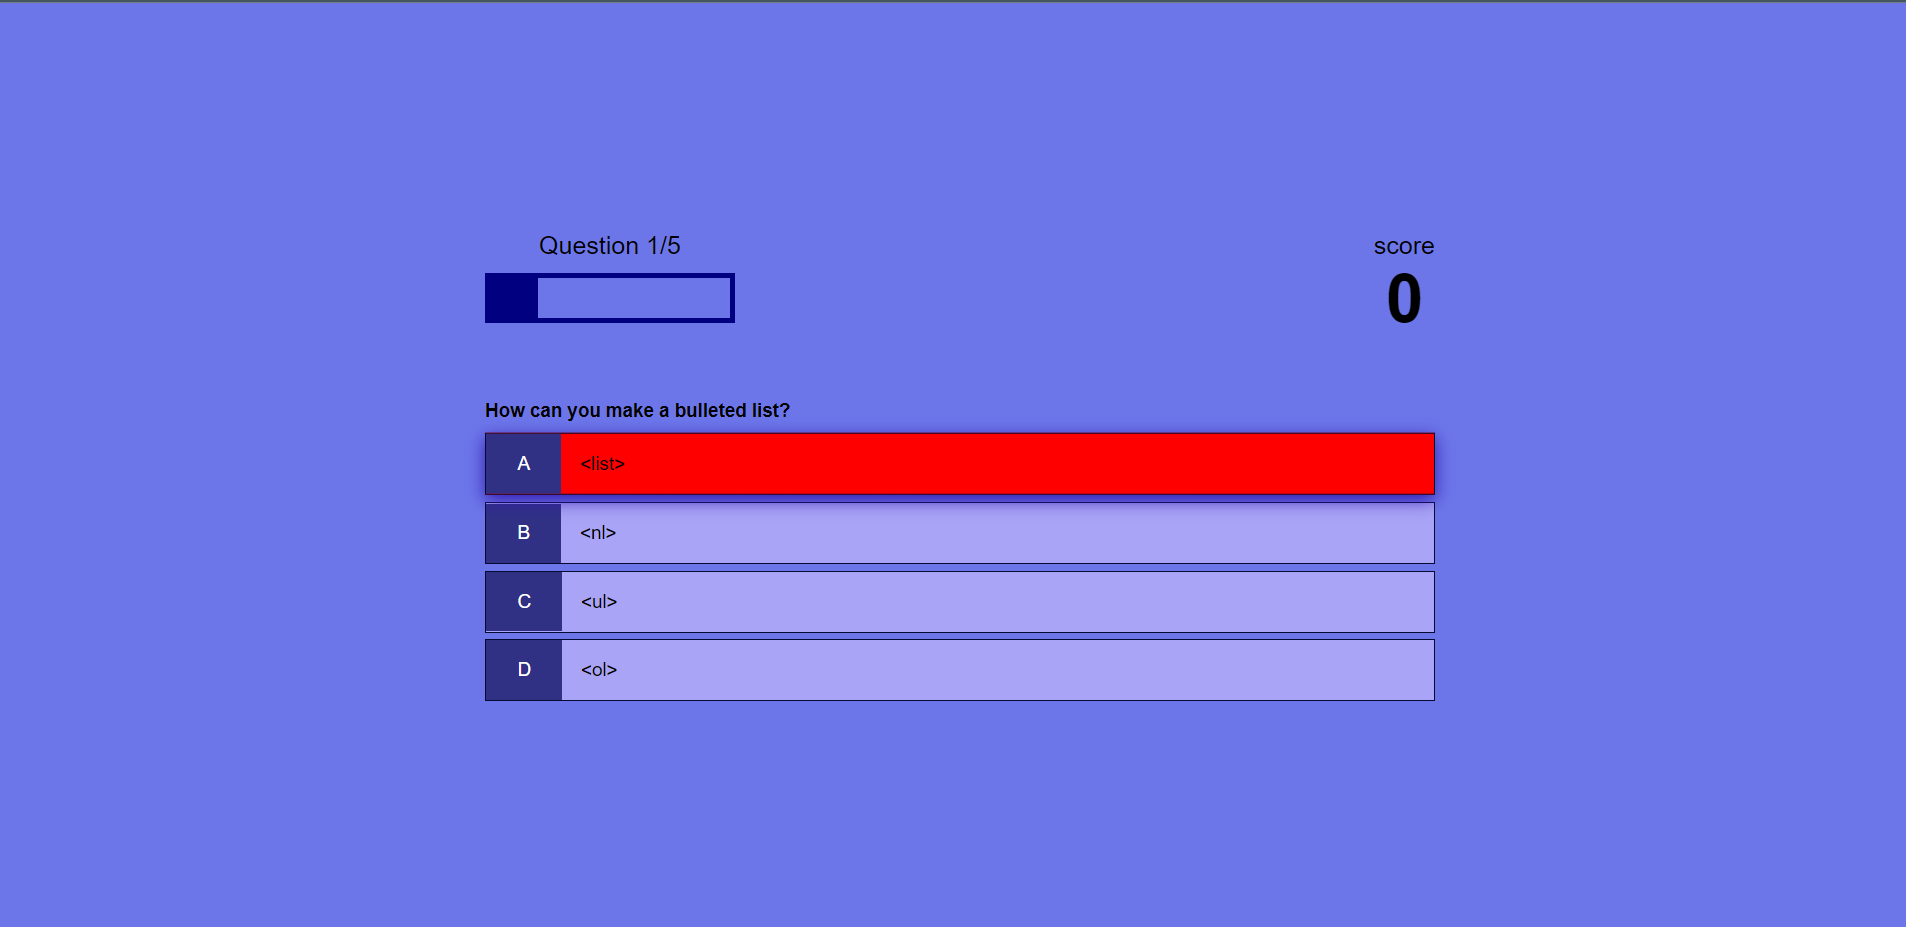 Question 1/5
score
0
How can you make a bulleted list?
A <list>
B <nl>
C <ul>
D <ol>